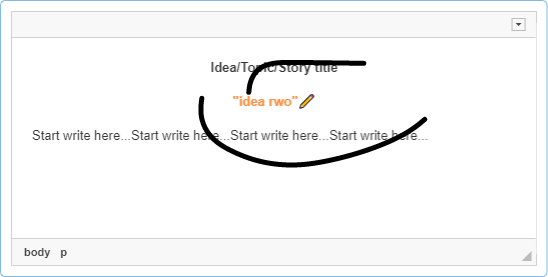 Idea/Topic/Story title
"idea rwo"✏️
Start write here...Start write here...Start write here...Start write here...
body p